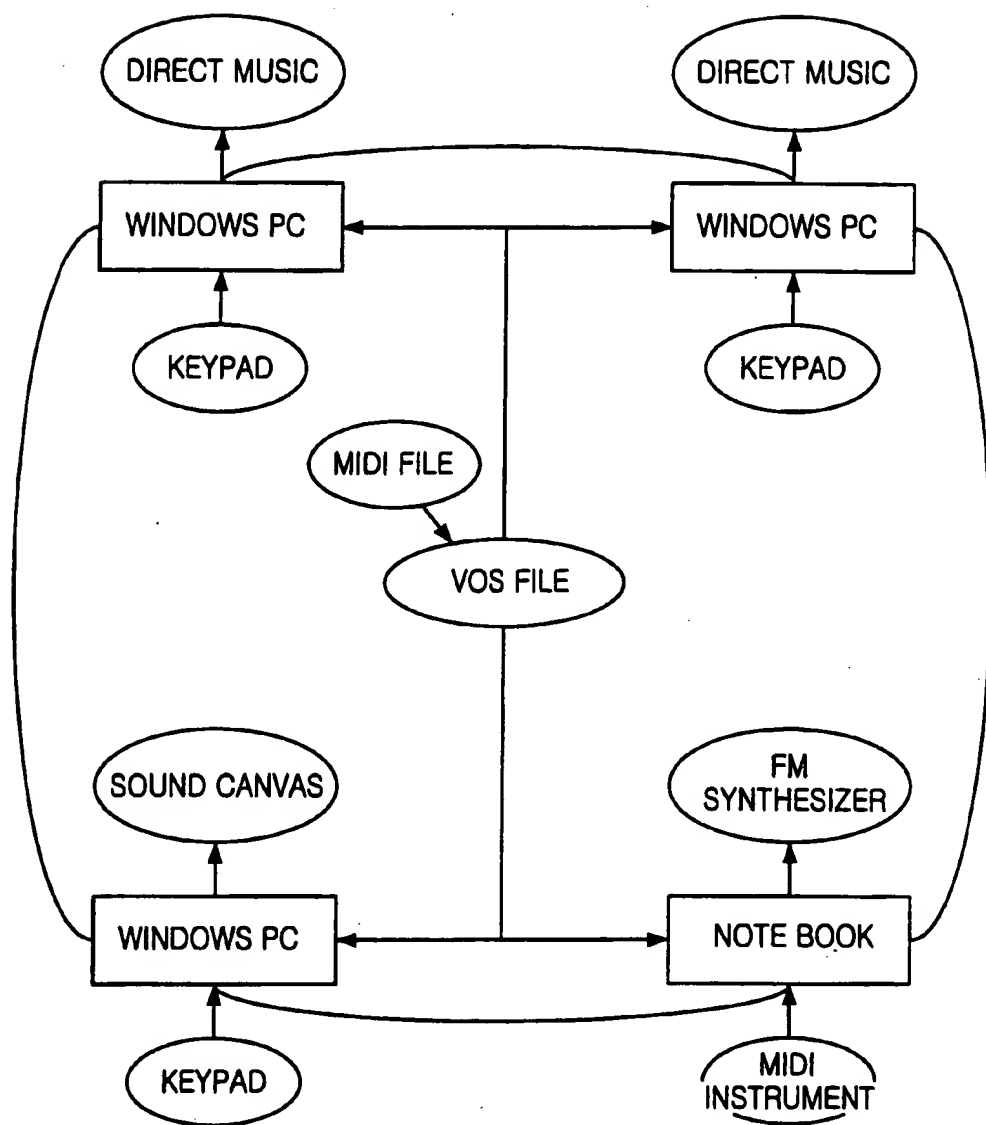 DIRECT MUSIC
DIRECT MUSIC
WINDOWS PC
WINDOWS PC
KEYPAD
KEYPAD
MIDI FILE
VOS FILE
SOUND CANVAS
FM
SYNTHESIZER
WINDOWS PC
NOTE BOOK
KEYPAD
MIDI
INSTRUMENT